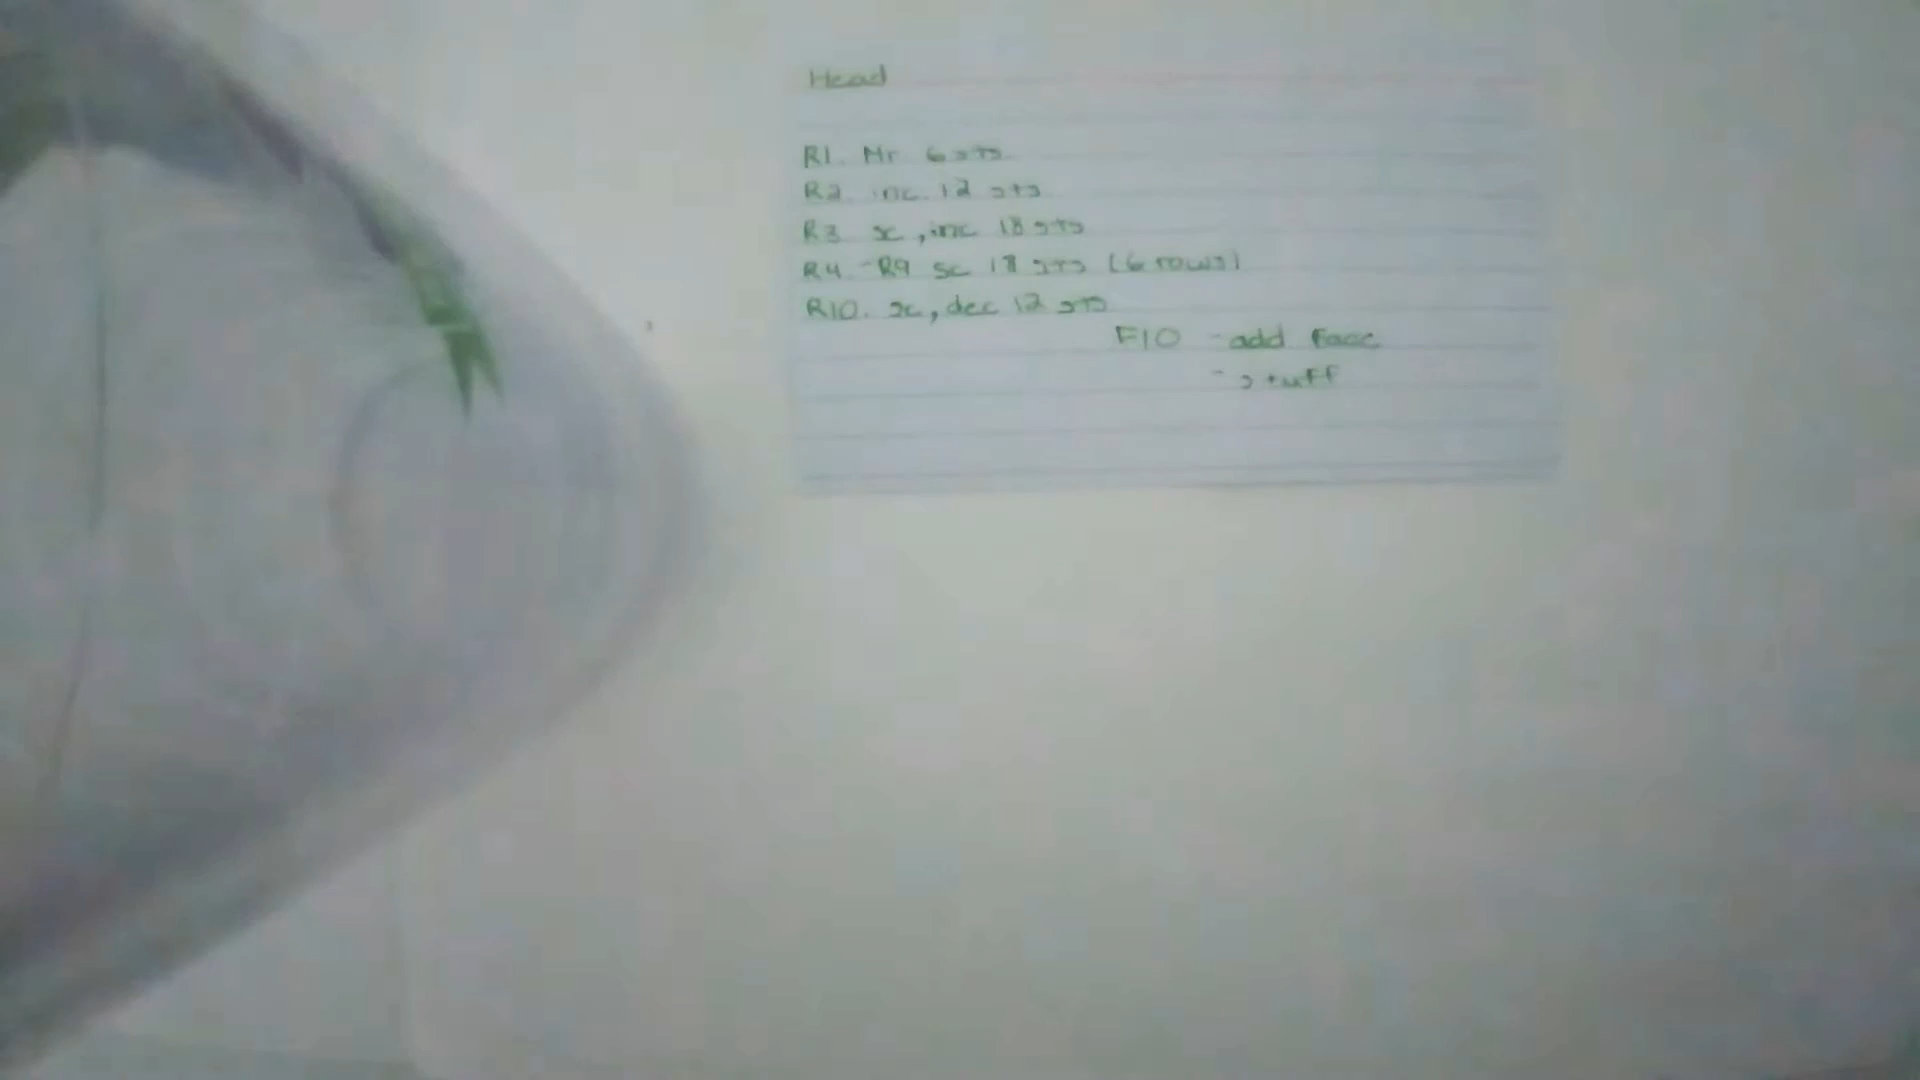 Head
R1. Mr 6 sts
R2. inc. 12 sts
R3 sc, inc 18 sts
R4 - R9 sc 18 sts (6 rows)
R10. sc, dec 12 sts
F10 - add Face
- stuff